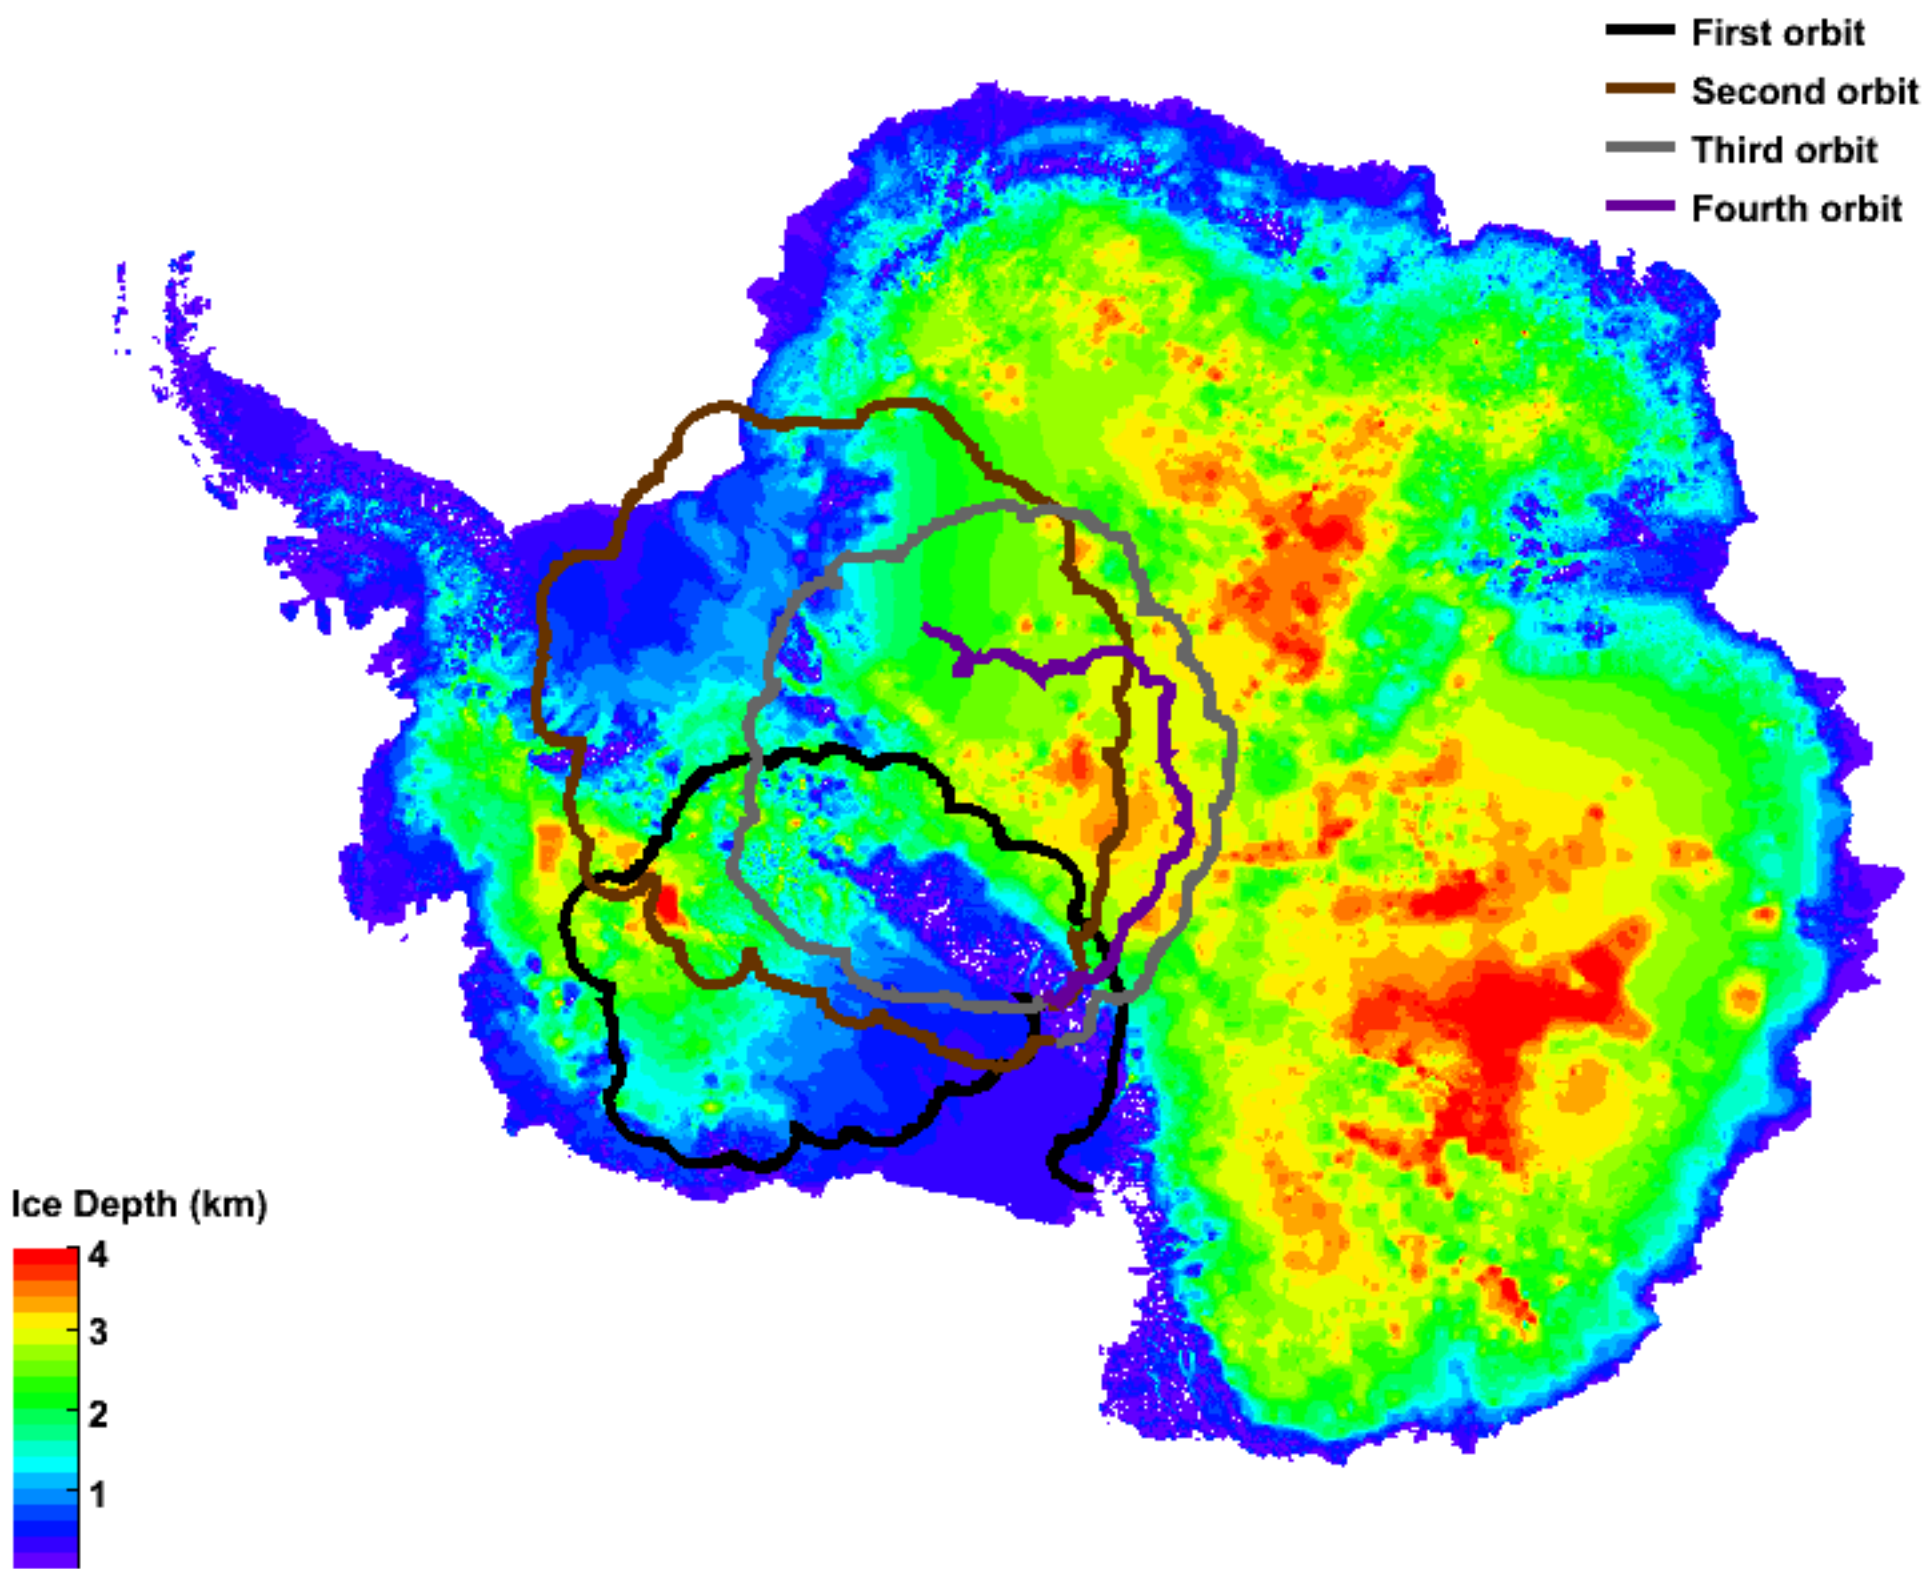 First orbit
Second orbit
Third orbit
Fourth orbit
Ice Depth (km)
4
3
2
1